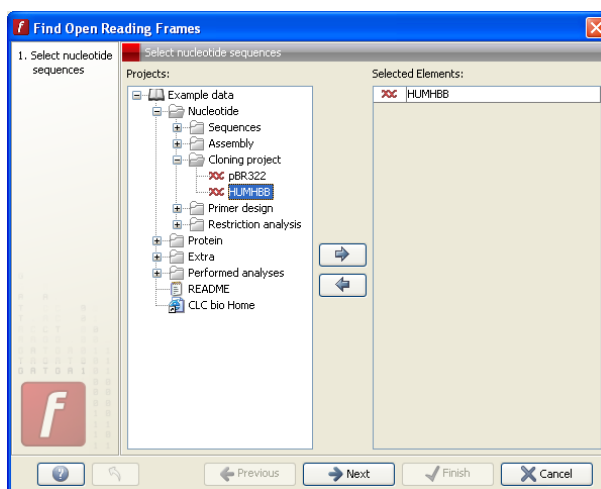 Find Open Reading Frames
1. Select nucleotide
sequences
Select nucleotide sequences
Projects:
Example data
Nucleotide
Sequences
Assembly
Cloning project
pBR322
HUMHBB
Primer design
Restriction analysis
Protein
Extra
Performed analyses
README
CLC bio Home
Selected Elements:
HUMHBB
Previous
Next
Finish
Cancel